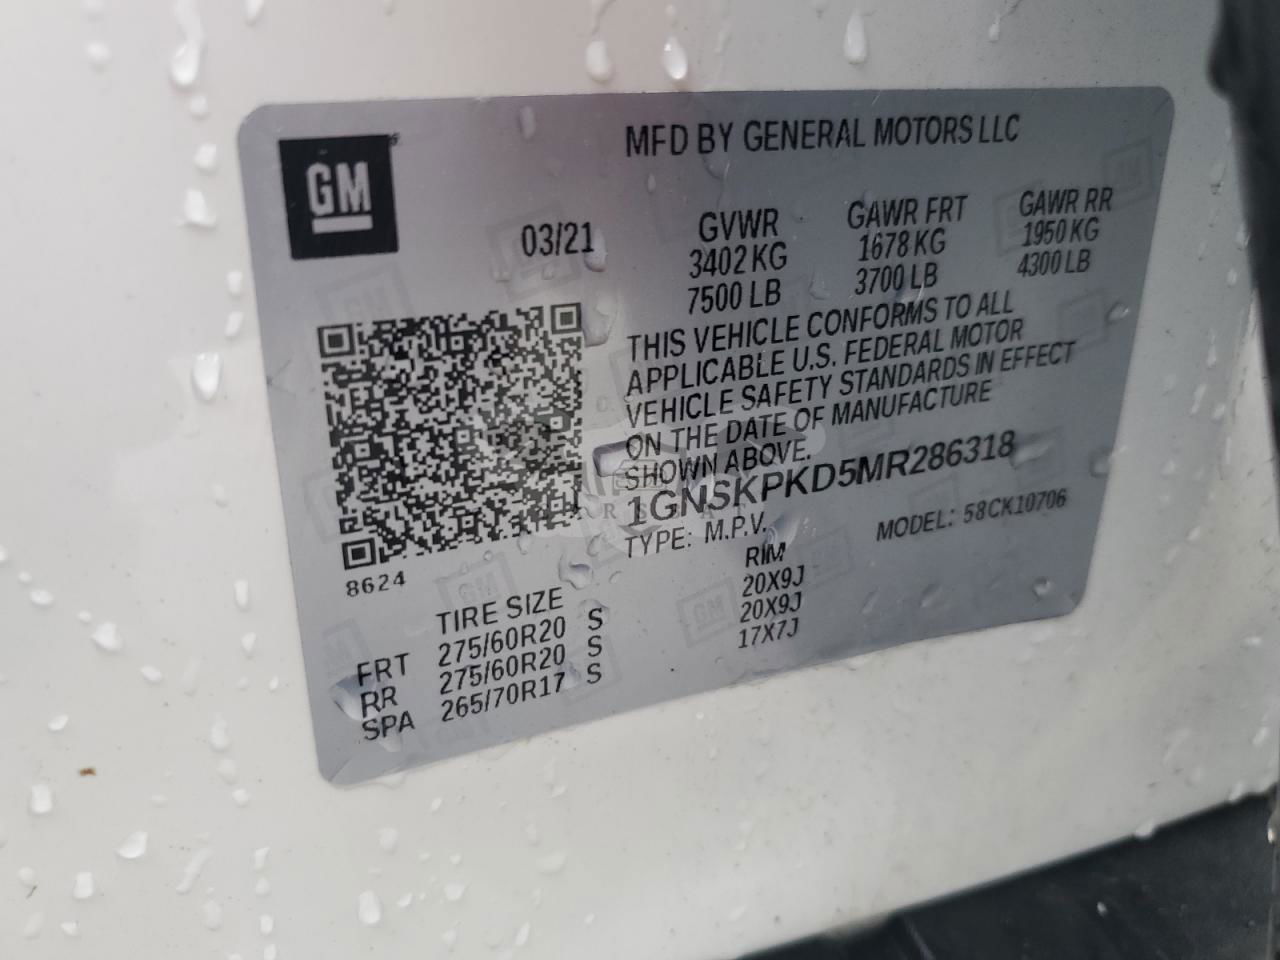 GM
MFD BY GENERAL MOTORS LLC
03/21
GVWR GAWR FRT GAWR RR
3402 KG 1678 KG 1950 KG
7500 LB 3700 LB 4300 LB
THIS VEHICLE CONFORMS TO ALL
APPLICABLE U.S. FEDERAL MOTOR
VEHICLE SAFETY STANDARDS IN EFFECT
ON THE DATE OF MANUFACTURE
SHOWN ABOVE.
1GNSKPKD5MR286318
TYPE: M.P.V. MODEL: 58CK10706
8624
TIRE SIZE RIM
FRT 275/60R20 S 20X9J
RR 275/60R20 S 20X9J
SPA 265/70R17 S 17X7J